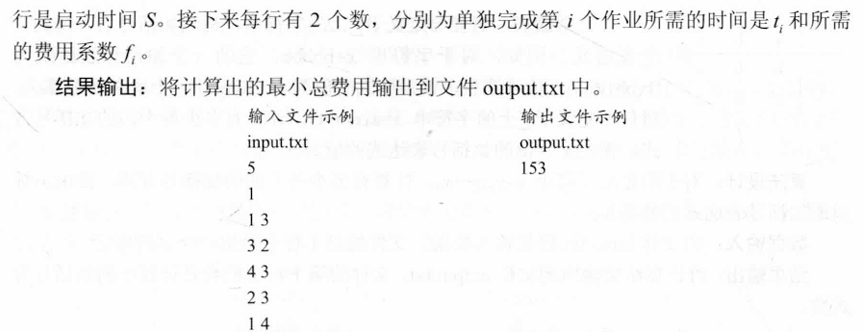 行是启动时间 S。接下来每行有 2 个数，分别为单独完成第 i 个作业所需的时间是 tᵢ 和所需
的费用系数 fᵢ。
结果输出：将计算出的最小总费用输出到文件 output.txt 中。
输入文件示例 输出文件示例
input.txt output.txt
5 153
1
1 3
3 2
4 3
2 3
1 4